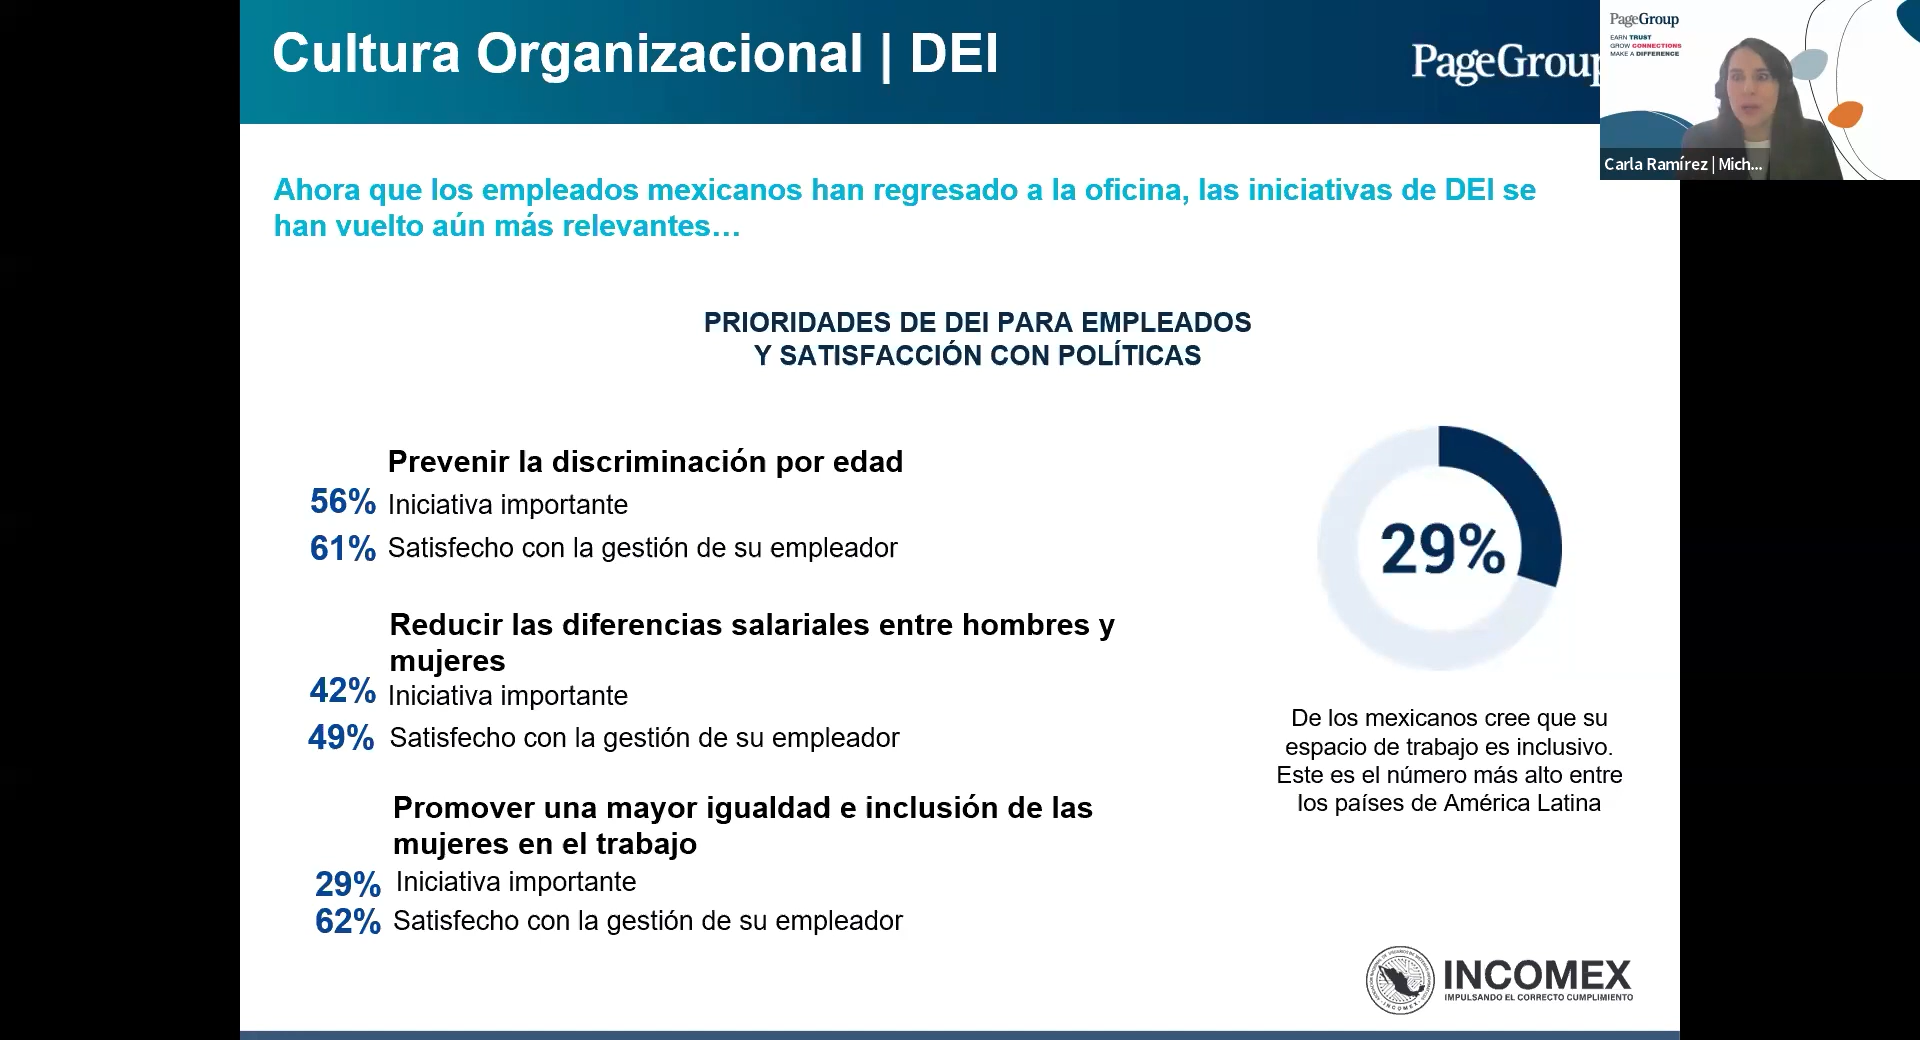 Cultura Organizacional | DEI
PageGroup
PageGroup
EARN TRUST
GROW CONNECTIONS
MAKE A DIFFERENCE
Carla Ramírez | Mich...
Ahora que los empleados mexicanos han regresado a la oficina, las iniciativas de DEI se
han vuelto aún más relevantes…
PRIORIDADES DE DEI PARA EMPLEADOS
Y SATISFACCIÓN CON POLÍTICAS
Prevenir la discriminación por edad
56% Iniciativa importante
61% Satisfecho con la gestión de su empleador
Reducir las diferencias salariales entre hombres y
mujeres
42% Iniciativa importante
49% Satisfecho con la gestión de su empleador
Promover una mayor igualdad e inclusión de las
mujeres en el trabajo
29% Iniciativa importante
62% Satisfecho con la gestión de su empleador
29%
De los mexicanos cree que su
espacio de trabajo es inclusivo.
Este es el número más alto entre
los países de América Latina
INCOMEX
IMPULSANDO EL CORRECTO CUMPLIMIENTO